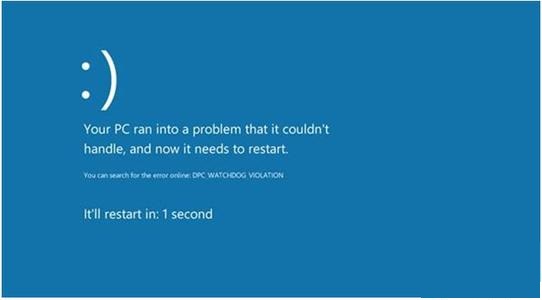 :)
Your PC ran into a problem that it couldn't
handle, and now it needs to restart.
You can search for the error online: DPC WATCHDOG VIOLATION
It'll restart in: 1 second